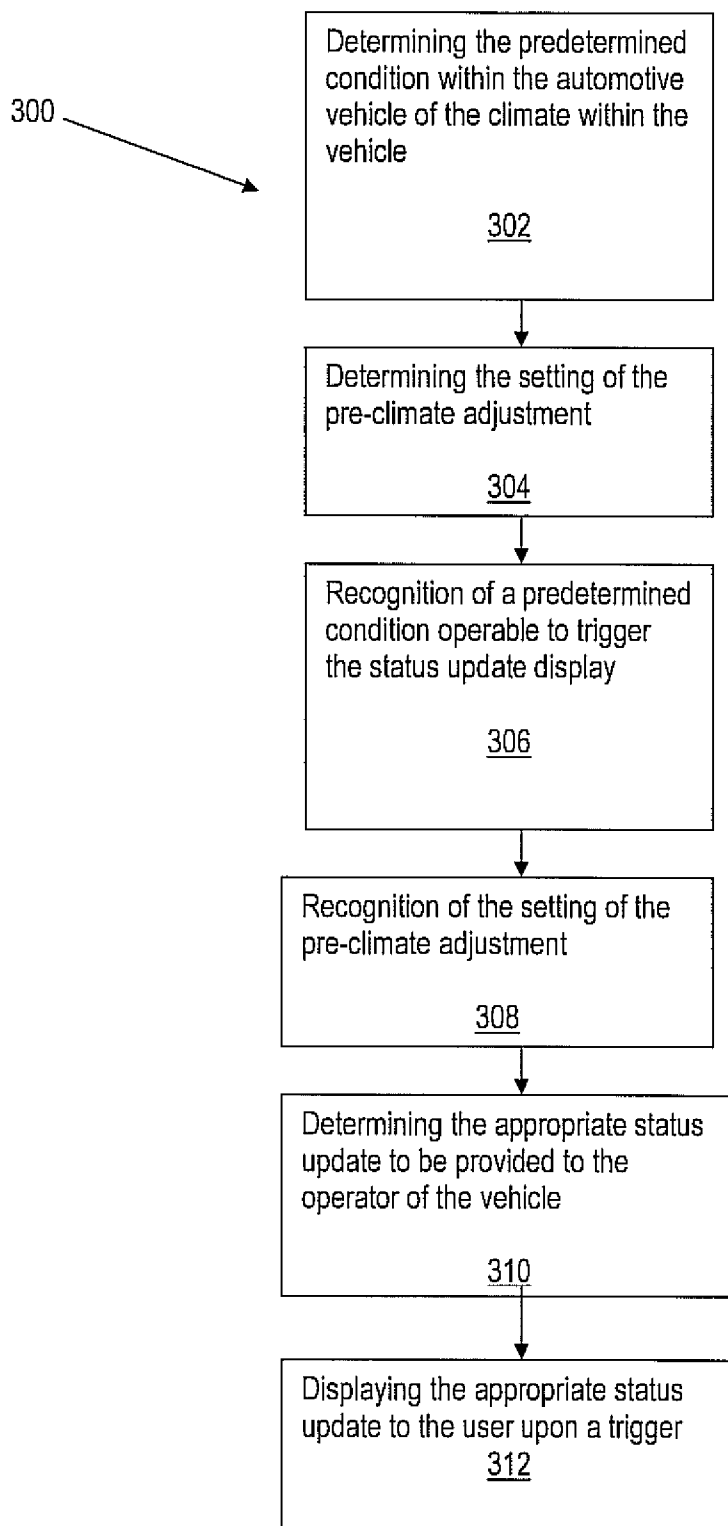 300
Determining the predetermined
condition within the automotive
vehicle of the climate within the
vehicle
302
Determining the setting of the
pre-climate adjustment
304
Recognition of a predetermined
condition operable to trigger
the status update display
306
Recognition of the setting of the
pre-climate adjustment
308
Determining the appropriate status
update to be provided to the
operator of the vehicle
310
Displaying the appropriate status
update to the user upon a trigger
312